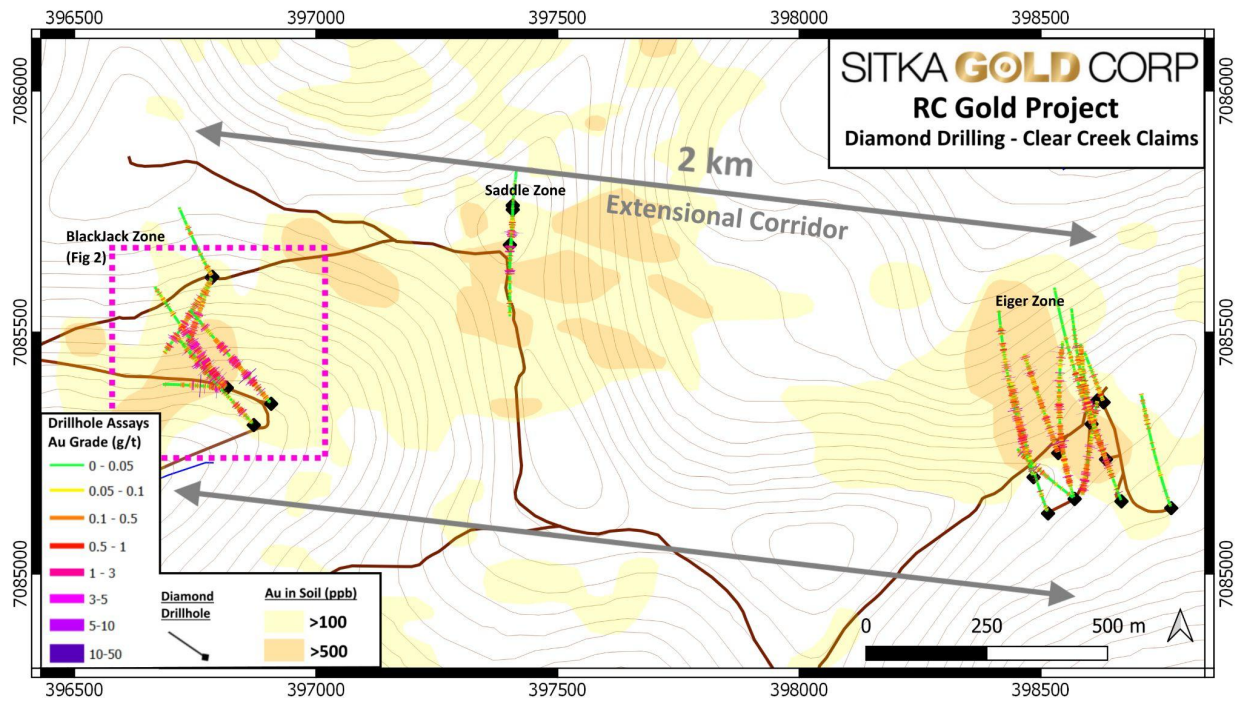 396500 397000 397500 398000 398500
SITKA GOLD CORP
RC Gold Project
Diamond Drilling - Clear Creek Claims
7086000
7086000
2 km
Extensional Corridor
Saddle Zone
BlackJack Zone
(Fig 2)
Eiger Zone
7085500
7085500
Drillhole Assays
Au Grade (g/t)
0 - 0.05
0.05 - 0.1
0.1 - 0.5
0.5 - 1
1 - 3
3-5
5-10
10-50
Diamond
Drillhole
Au in Soil (ppb)
>100
>500
7085000
7085000
0 250 500 m
396500 397000 397500 398000 398500